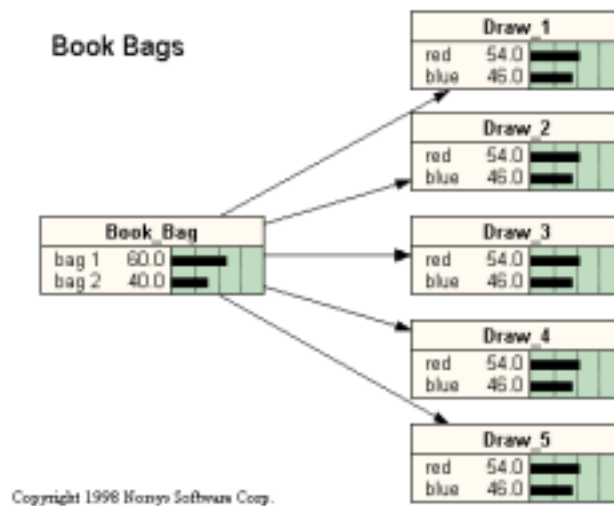 Book Bags
Draw_1
red 54.0
blue 46.0
Draw_2
red 54.0
blue 46.0
Book_Bag
bag 1 60.0
bag 2 40.0
Draw_3
red 54.0
blue 46.0
Draw_4
red 54.0
blue 46.0
Draw_5
red 54.0
blue 46.0
Copyright 1998 Norsys Software Corp.